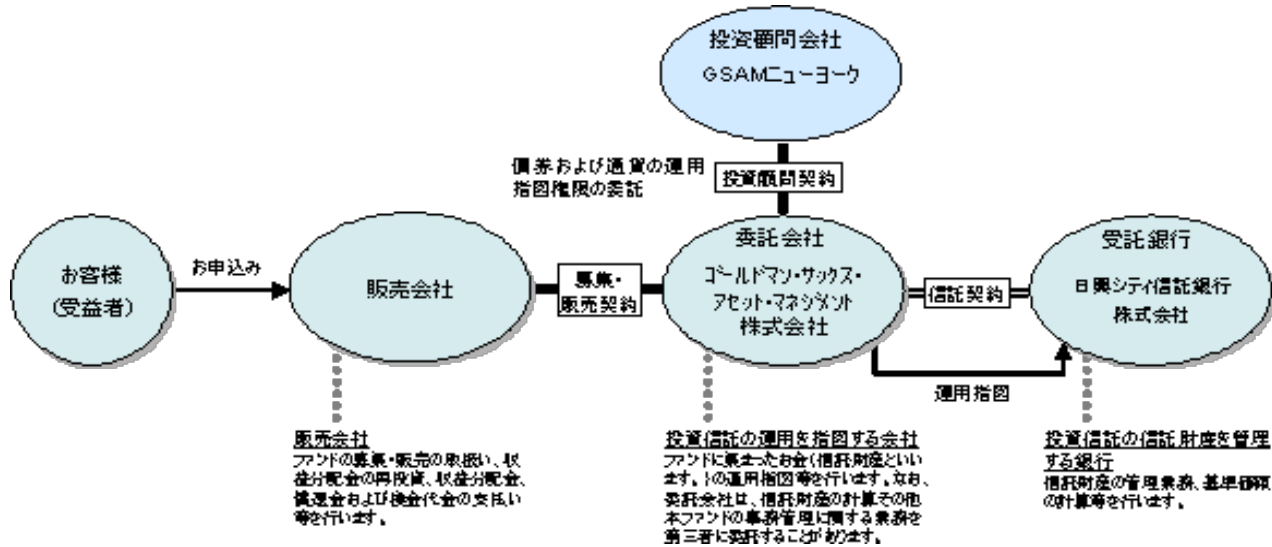 投資顧問会社
GSAMニューヨーク
債券および通貨の運用
指図権限の委託
投資顧問契約
お客様
(受益者)
お申込み
販売会社
募集・
販売契約
委託会社
ゴールドマン・サックス・
アセット・マネジメント
株式会社
信託契約
受託銀行
日興シティ信託銀行
株式会社
運用指図
販売会社
ファンドの募集・販売の取扱い、収
益分配金の再投資、収益分配金、
償還金および換金代金の支払い
等を行います。
投資信託の運用を指図する会社
ファンドに集まったお金(信託財産といい
ます。)の運用指図等を行います。なお、
委託会社は、信託財産の計算その他
本ファンドの事務管理に関する業務を
第三者に委託することがあります。
投資信託の信託財産を管理
する銀行
信託財産の管理業務、基準価額
の計算等を行います。